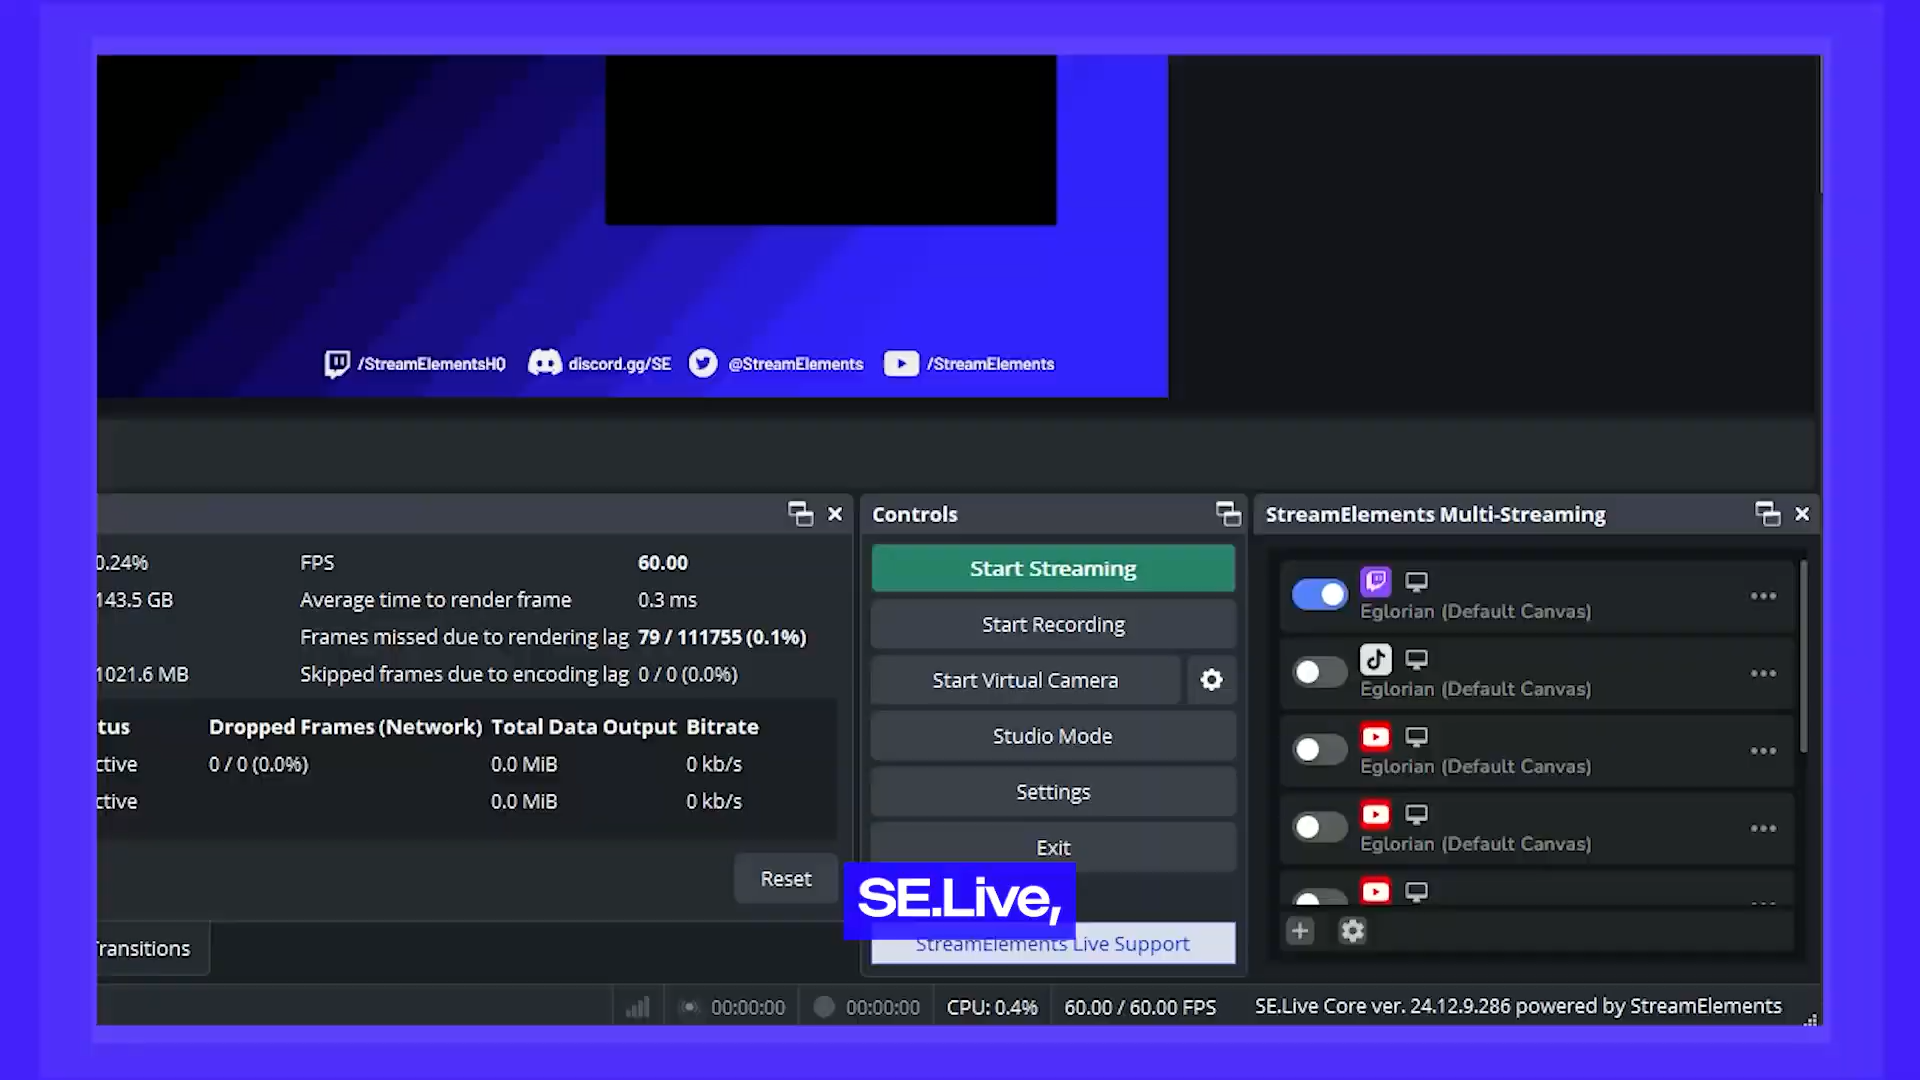 /StreamElementsHQ discord.gg/SE @StreamElements /StreamElements
Controls
StreamElements Multi-Streaming
0.24% FPS 60.00
143.5 GB Average time to render frame 0.3 ms
Frames missed due to rendering lag 79 / 111755 (0.1%)
1021.6 MB Skipped frames due to encoding lag 0 / 0 (0.0%)
tus Dropped Frames (Network) Total Data Output Bitrate
ctive 0 / 0 (0.0%) 0.0 MiB 0 kb/s
ctive 0.0 MiB 0 kb/s
Reset
ransitions
Start Streaming
Start Recording
Start Virtual Camera
Studio Mode
Settings
Exit
SE.Live,
StreamElements Live Support
Eglorian (Default Canvas)
Eglorian (Default Canvas)
Eglorian (Default Canvas)
Eglorian (Default Canvas)
00:00:00 00:00:00 CPU: 0.4% 60.00 / 60.00 FPS SE.Live Core ver. 24.12.9.286 powered by StreamElements